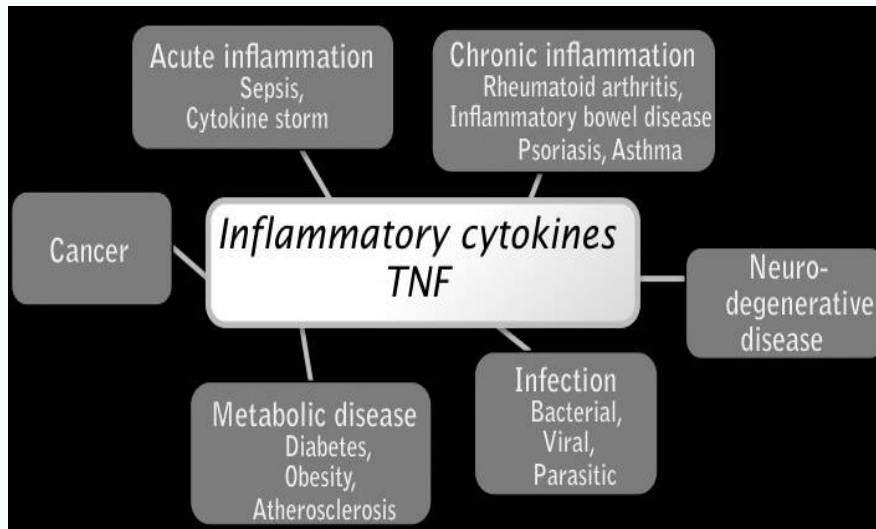 Acute inflammation
Sepsis,
Cytokine storm
Chronic inflammation
Rheumatoid arthritis,
Inflammatory bowel disease
Psoriasis, Asthma
Cancer
Inflammatory cytokines
TNF
Neuro-
degenerative
disease
Metabolic disease
Diabetes,
Obesity,
Atherosclerosis
Infection
Bacterial,
Viral,
Parasitic